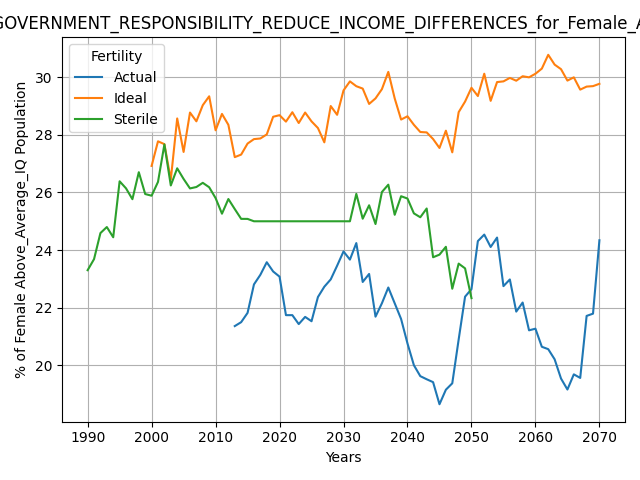 GOVERNMENT_RESPONSIBILITY_REDUCE_INCOME_DIFFERENCES_for_Female_A
Fertility
Actual
Ideal
Sterile
% of Female Above_Average_IQ Population
30
28
26
24
22
20
1990 2000 2010 2020 2030 2040 2050 2060 2070
Years